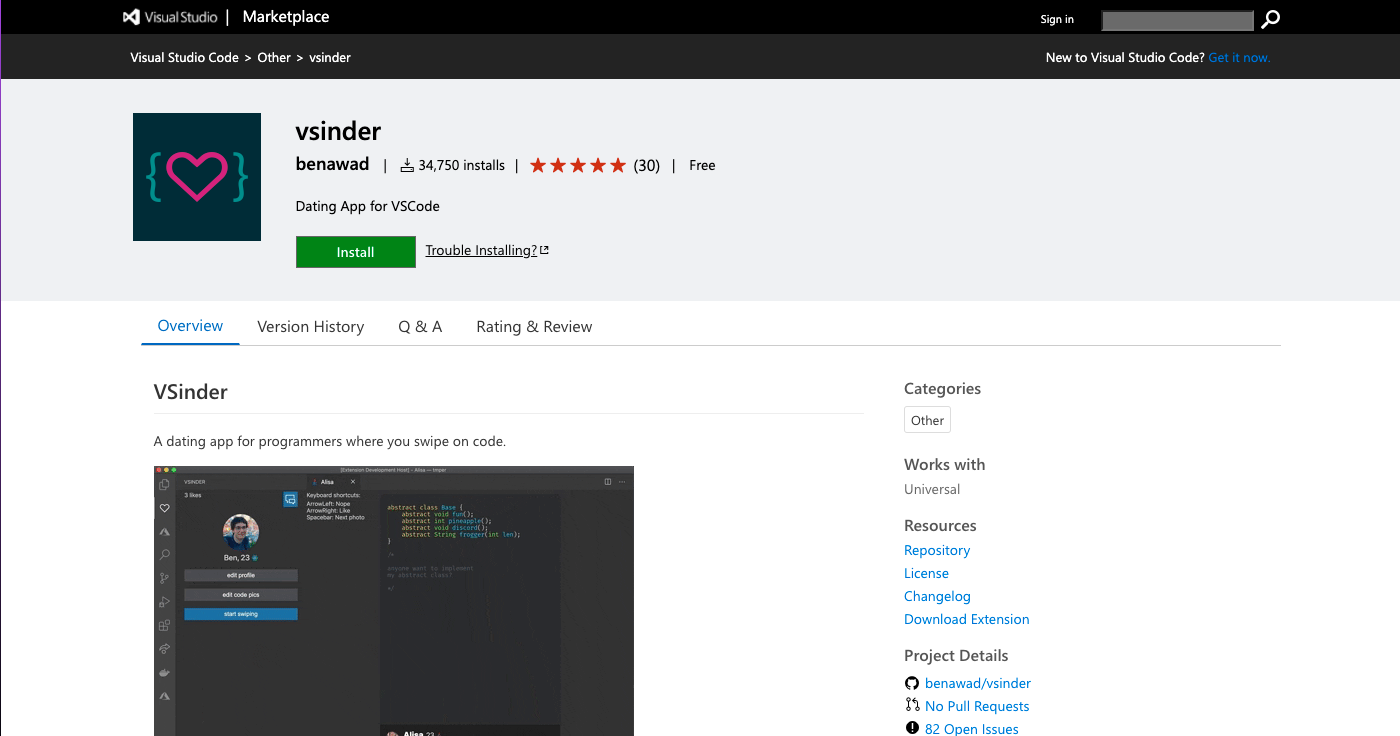 Visual Studio | Marketplace
Sign in
Visual Studio Code > Other > vsinder
New to Visual Studio Code? Get it now.
{ }
vsinder
benawad | 34,750 installs | (30) | Free
Dating App for VSCode
Install
Trouble Installing?
Overview
Version History
Q & A
Rating & Review
VSinder
A dating app for programmers where you swipe on code.
[Extension Development Host] - Alisa — imper
VSINDER
3 likes
Ben, 23
edit profile
edit code pics
start swiping
Alisa
Keyboard shortcuts:
ArrowLeft: Nope
ArrowRight: Like
Spacebar: Next photo
abstract class Base {
abstract void fun();
abstract int pineapple();
abstract void discord();
abstract String frogger(int len);
}
/*
anyone want to implement
my abstract class?
*/
Alisa 23
Categories
Other
Works with
Universal
Resources
Repository
License
Changelog
Download Extension
Project Details
benawad/vsinder
No Pull Requests
82 Open Issues